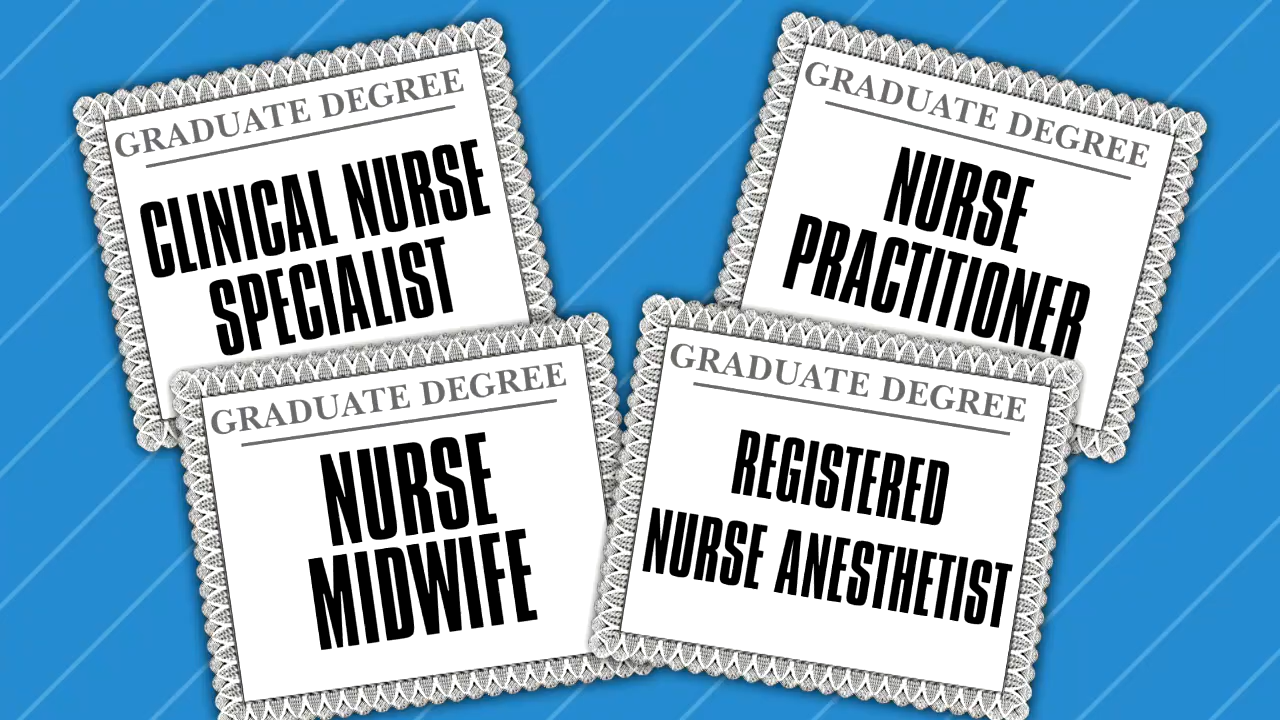 GRADUATE DEGREE
CLINICAL NURSE
SPECIALIST
GRADUATE DEGREE
NURSE
PRACTITIONER
GRADUATE DEGREE
NURSE
MIDWIFE
GRADUATE DEGREE
REGISTERED
NURSE ANESTHETIST